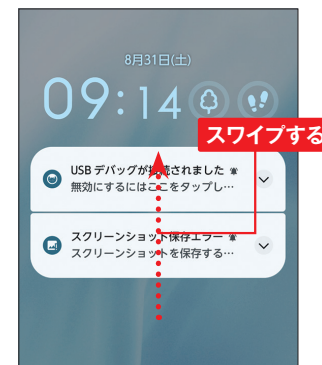 8月31日(土)
09:14
スワイプする
USB デバッグが接続されました
無効にするにはここをタップし…
スクリーンショット保存エラー
スクリーンショットを保存する…